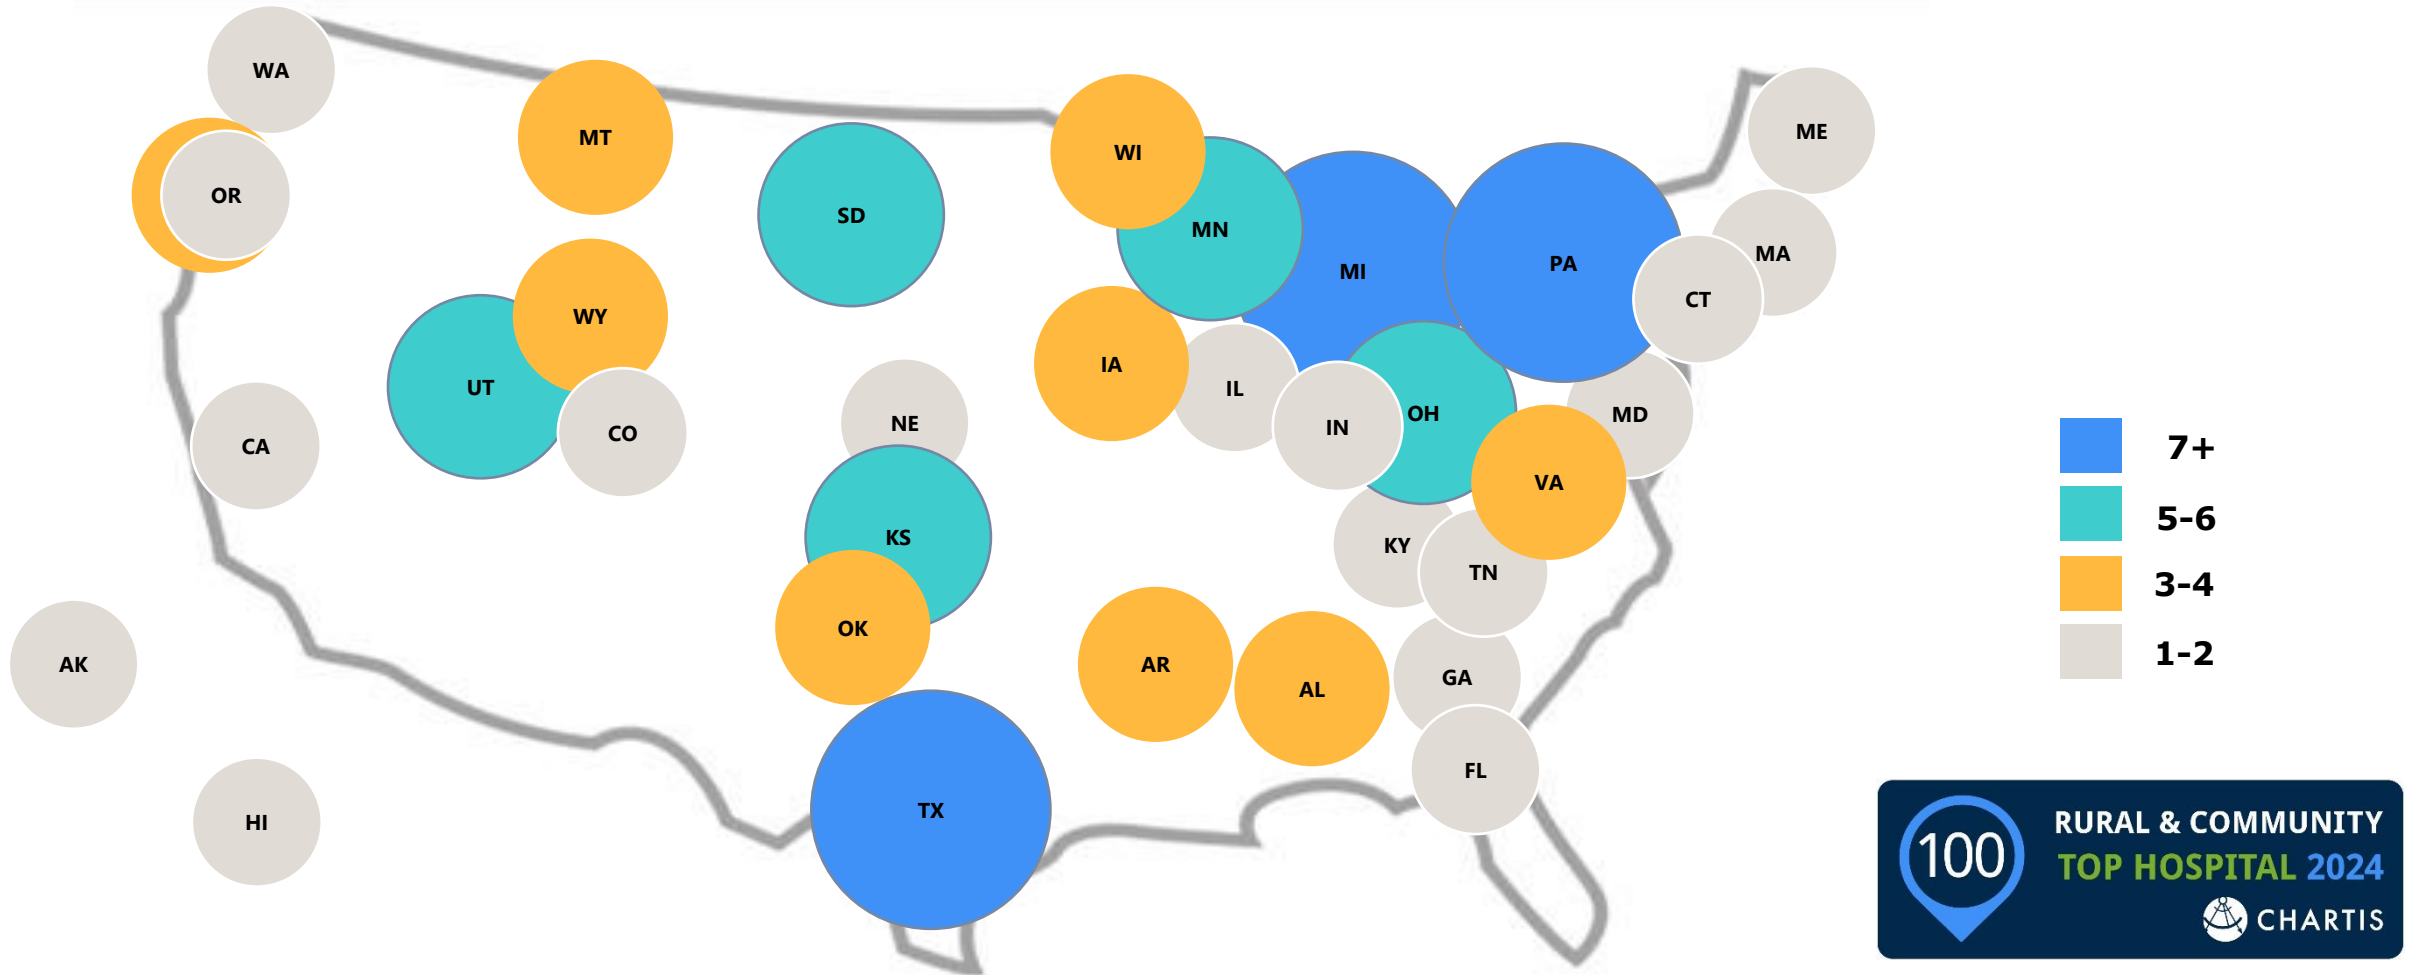 WA
ME
MT
WI
OR
SD
MN
MA
PA
MI
CT
WY
IA
UT
IL
OH
MD
NE
IN
CO
CA
7+
VA
5-6
KS
KY
TN
3-4
OK
1-2
AK
AR
GA
AL
FL
TX
HI
100
RURAL & COMMUNITY
TOP HOSPITAL 2024
CHARTIS